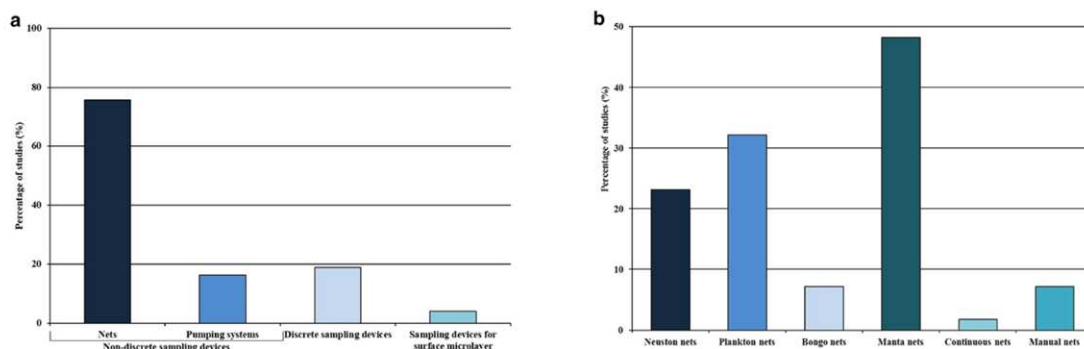 a
Percentage of studies (%)
100
80
60
40
20
0
Nets
Pumping systems
Discrete sampling devices
Sampling devices for
surface microlayer
Non-discrete sampling devices
b
Percentage of studies (%)
50
40
30
20
10
0
Neuston nets
Plankton nets
Bongo nets
Manta nets
Continuous nets
Manual nets